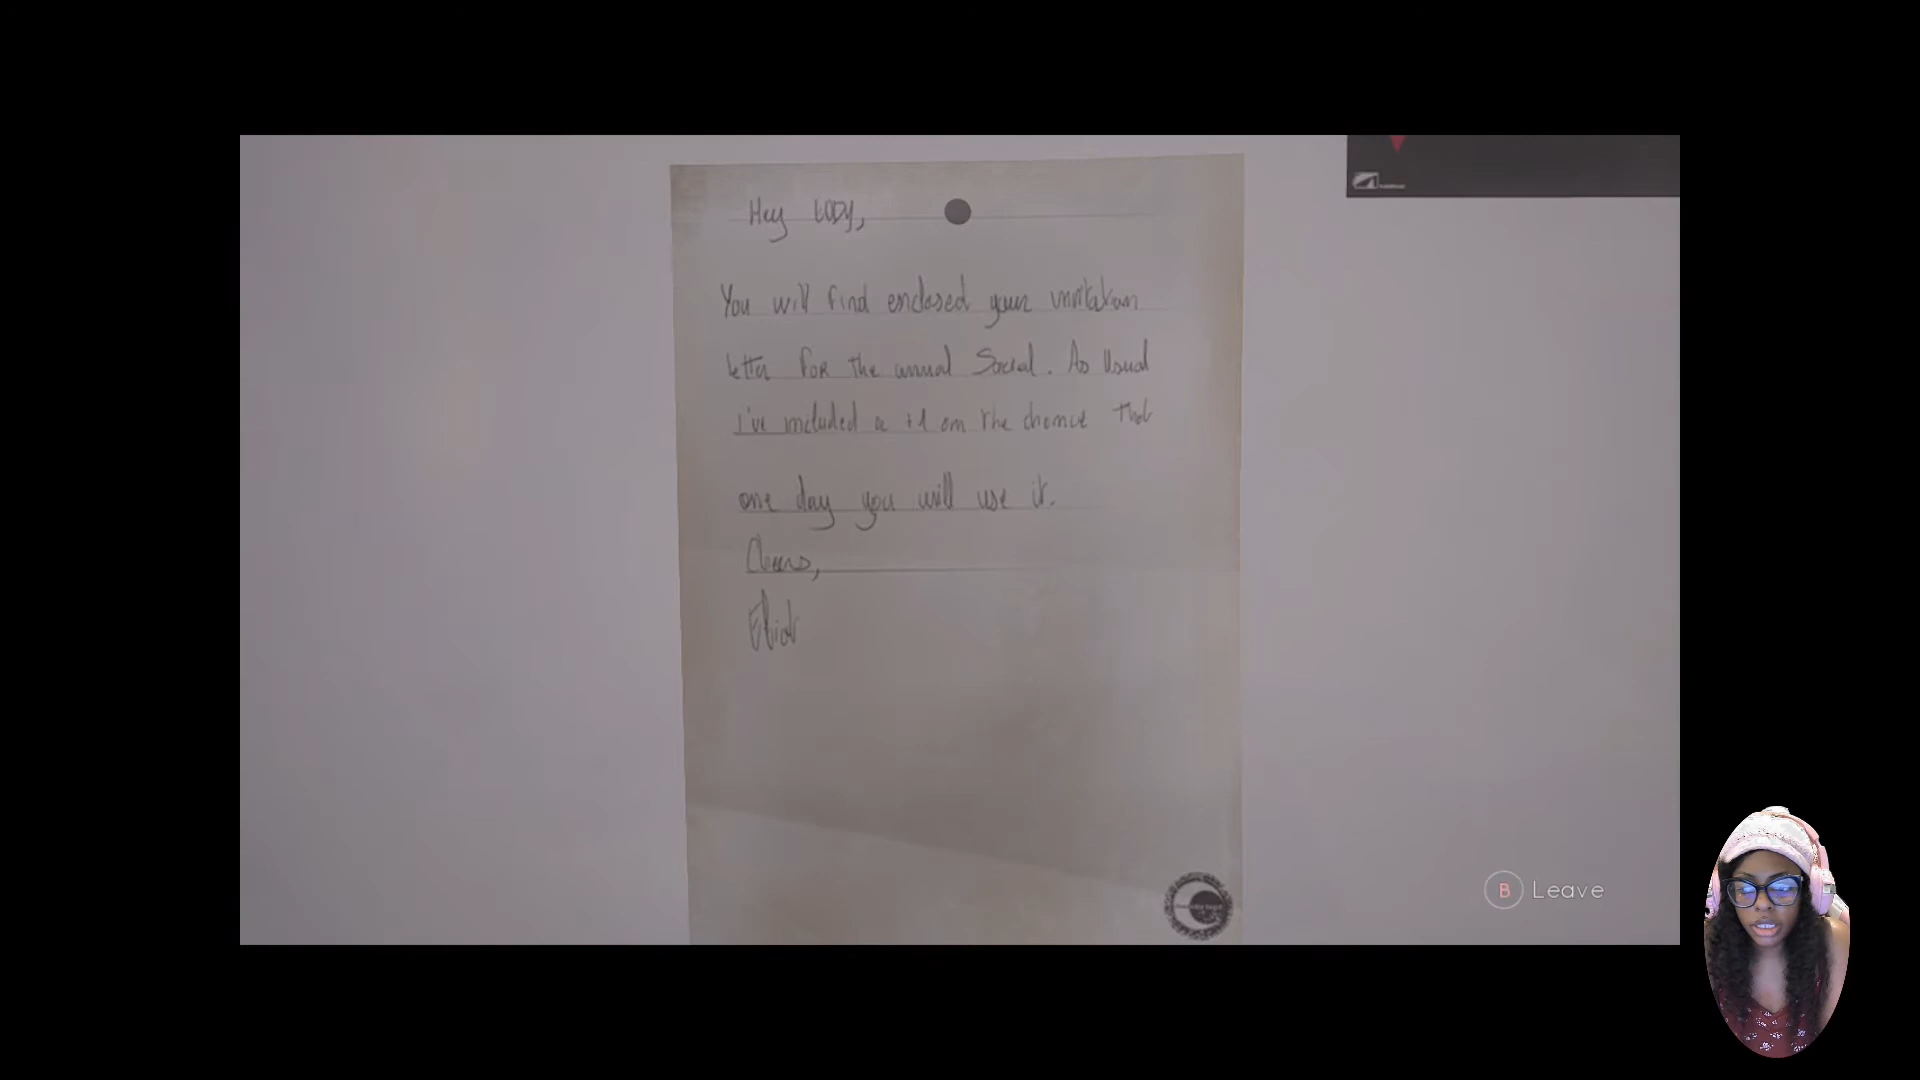 Hey LODY,
You will find enclosed your invitation
letter for the annual Social. As Usual
I've included a +1 on the chance that
one day you will use it.
Cheers,
Eliot
B Leave